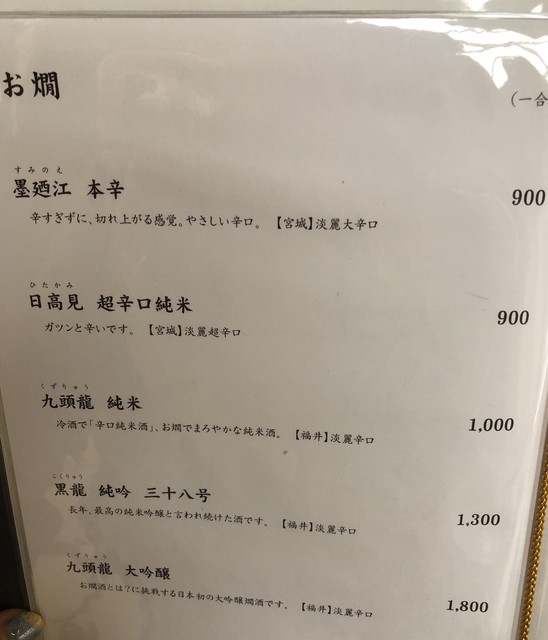 お燗
(一合
すみのえ
墨廼江 本辛 900
辛すぎずに、切れ上がる感覚。やさしい辛口。【宮城】淡麗大辛口
ひたかみ
日高見 超辛口純米 900
ガツンと辛いです。【宮城】淡麗超辛口
くずりゅう
九頭龍 純米 1,000
冷酒で「辛口純米酒」、お燗でまろやかな純米酒。【福井】淡麗辛口
こくりゅう
黒龍 純吟 三十八号 1,300
長年、最高の純米吟醸と言われ続けた酒です。【福井】淡麗辛口
くずりゅう
九頭龍 大吟醸 1,800
お燗酒とは?に挑戦する日本初の大吟醸燗酒です。【福井】淡麗辛口